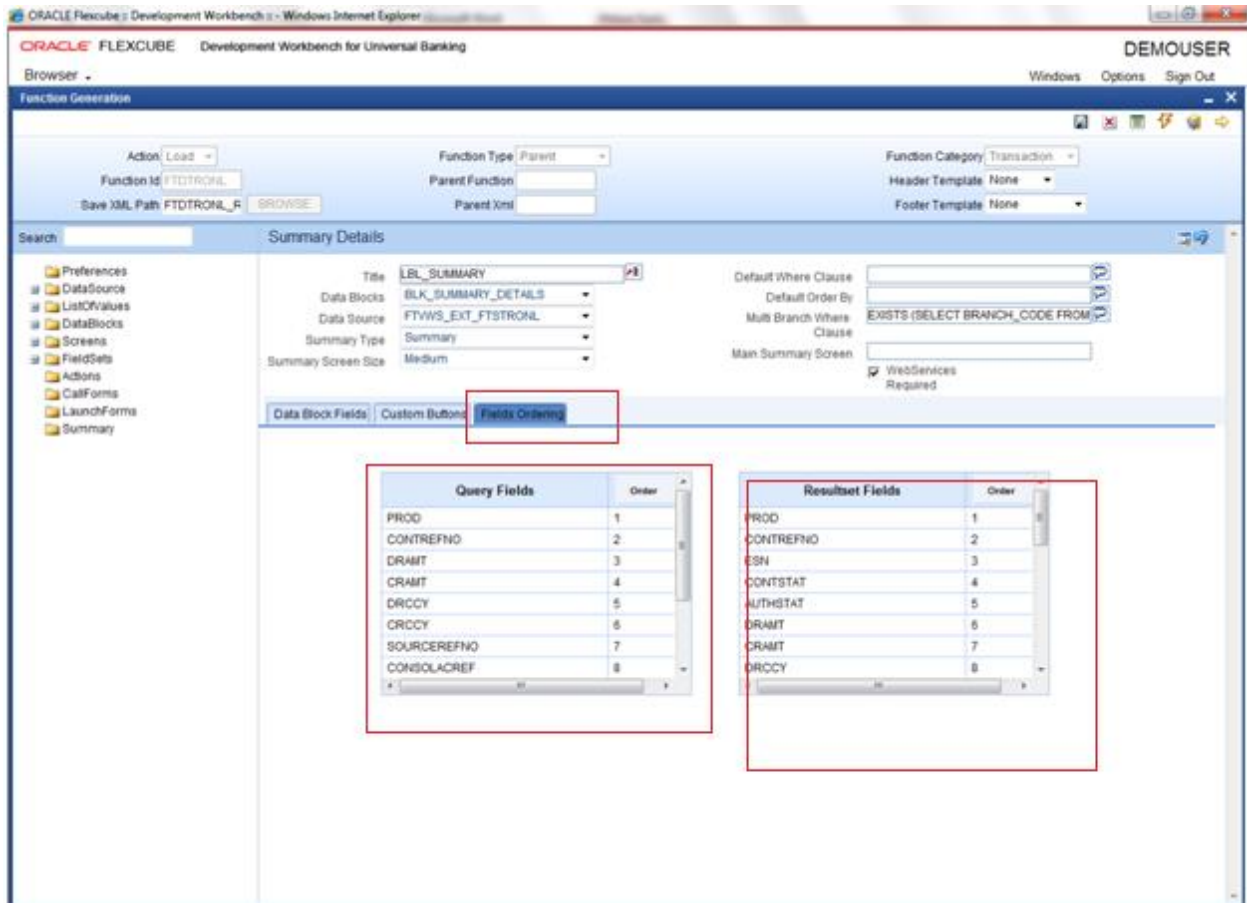 ORACLE Flexcube :: Development Workbench :: - Windows Internet Explorer
ORACLE FLEXCUBE Development Workbench for Universal Banking DEMOUSER
Browser Windows Options Sign Out
Function Generation
Action Load Function Type Parent Function Category Transaction
Function Id FTDTRONL Parent Function Header Template None
Save XML Path FTDTRONL_R BROWSE Parent Xml Footer Template None
Search Summary Details
Preferences
DataSource
ListOfValues
DataBlocks
Screens
FieldSets
Actions
CallForms
LaunchForms
Summary
Title LBL_SUMMARY
Data Blocks BLK_SUMMARY_DETAILS
Data Source FTVWS_EXT_FTSTRONL
Summary Type Summary
Summary Screen Size Medium
Default Where Clause
Default Order By
Multi Branch Where Clause EXISTS (SELECT BRANCH_CODE FROM
Main Summary Screen
WebServices Required
Data Block Fields Custom Buttons Fields Ordering
Query Fields Order
PROD 1
CONTREFNO 2
DRAMT 3
CRAMT 4
DRCCY 5
CRCCY 6
SOURCEREFNO 7
CONSOLACREF 8
Resultset Fields Order
PROD 1
CONTREFNO 2
ESN 3
CONTSTAT 4
AUTHSTAT 5
DRAMT 6
CRAMT 7
DRCCY 8